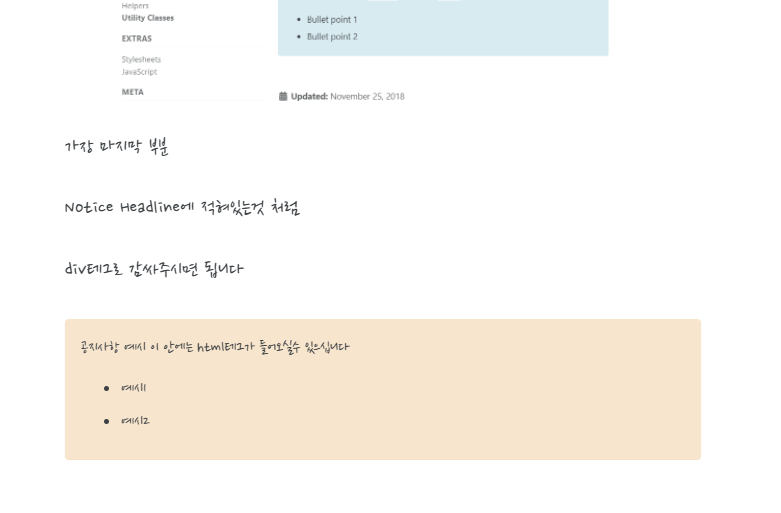 Helpers
Utility Classes
EXTRAS
Stylesheets
JavaScript
META
Bullet point 1
Bullet point 2
Updated: November 25, 2018
가장 마지막 부분
Notice Headline에 적혀있는것 처럼
div테그로 감싸주시면 됩니다
공지사항 예시 이 안에는 html테그가 들어오실수 있으십니다
예시1
예시2